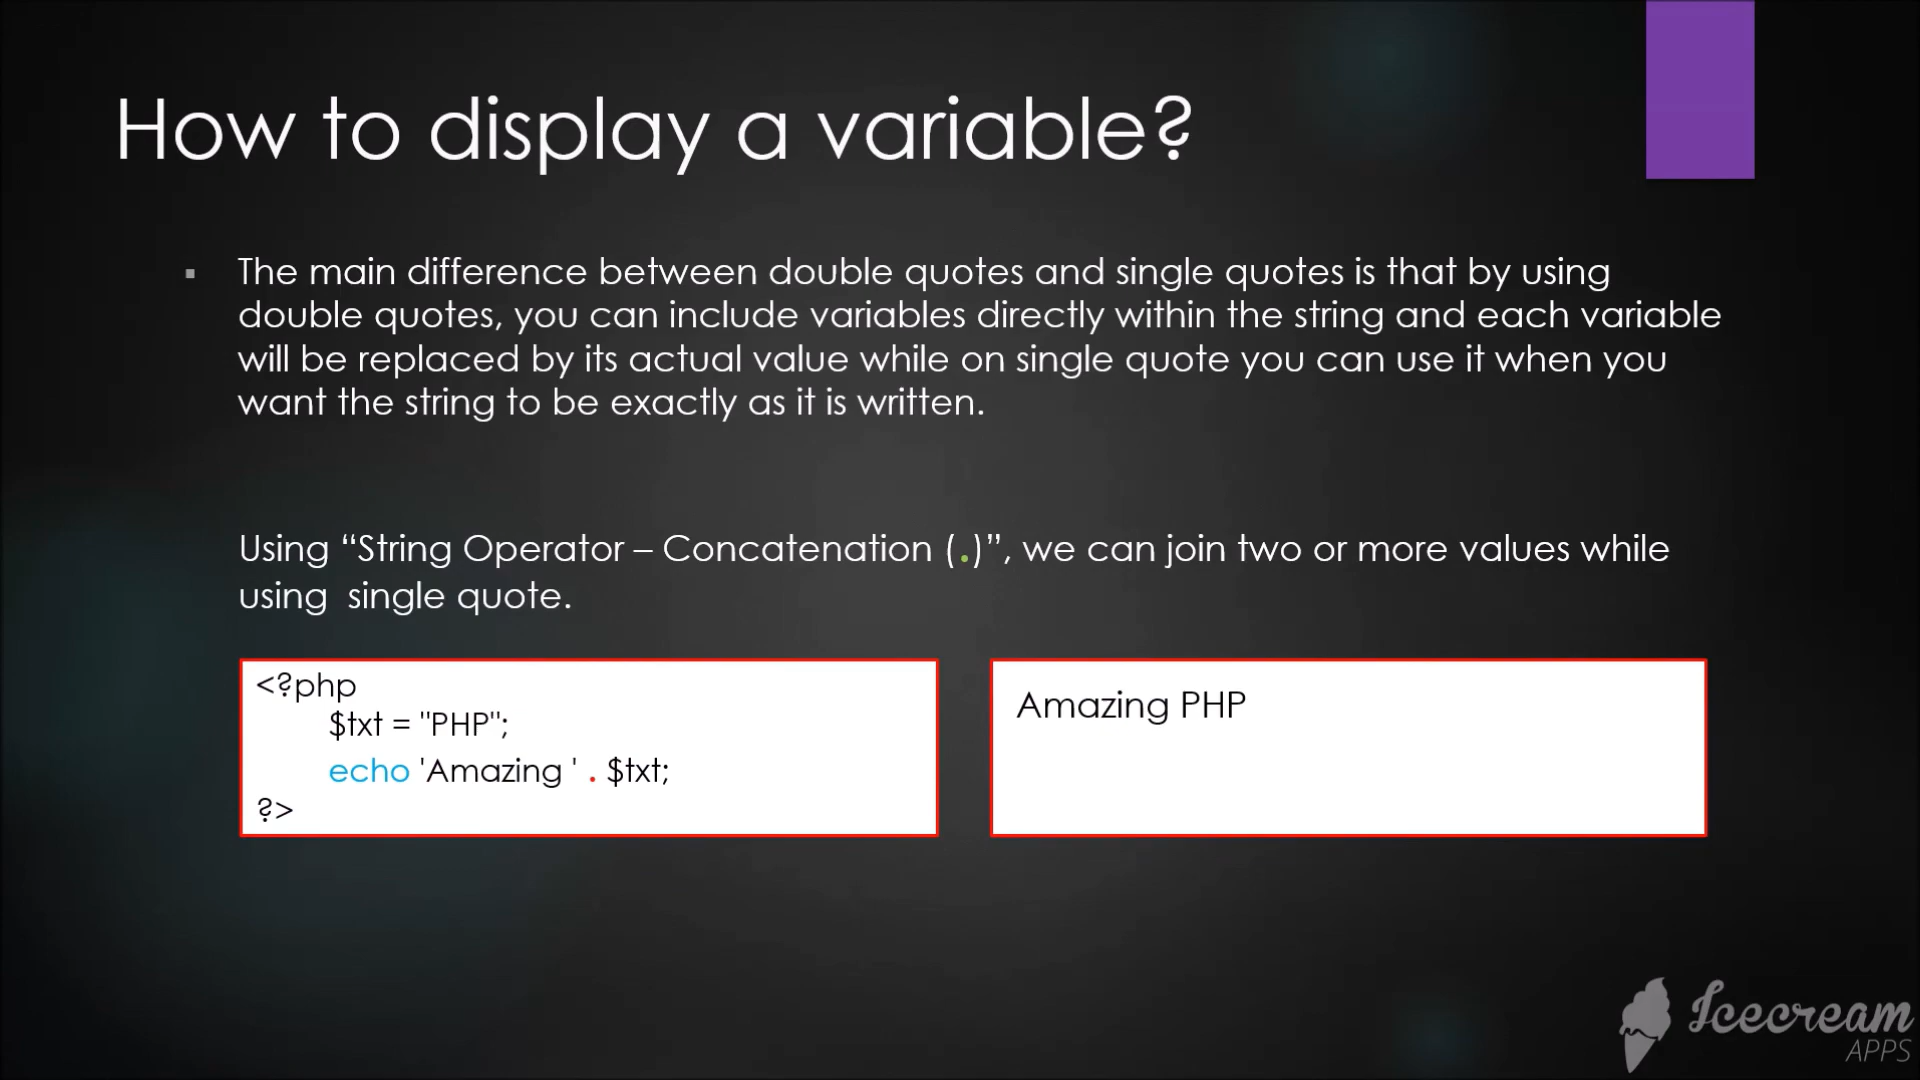 How to display a variable?
▪ The main difference between double quotes and single quotes is that by using
double quotes, you can include variables directly within the string and each variable
will be replaced by its actual value while on single quote you can use it when you
want the string to be exactly as it is written.
Using “String Operator – Concatenation (.)”, we can join two or more values while
using  single quote.
<?php
$txt = "PHP";
echo 'Amazing ' . $txt;
?>
Amazing PHP
Icecream
APPS